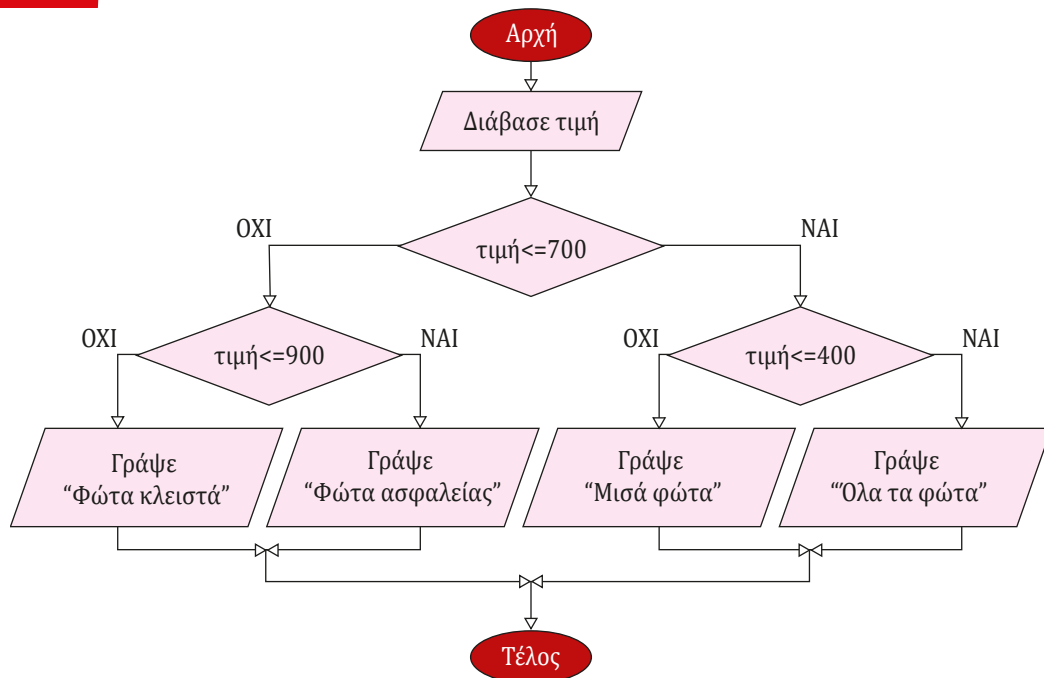 Αρχή
Διάβασε τιμή
ΟΧΙ
ΝΑΙ
τιμή<=700
ΟΧΙ
ΝΑΙ
ΟΧΙ
ΝΑΙ
τιμή<=900
τιμή<=400
Γράψε
“Φώτα κλειστά”
Γράψε
“Φώτα ασφαλείας”
Γράψε
“Μισά φώτα”
Γράψε
“Όλα τα φώτα”
Τέλος